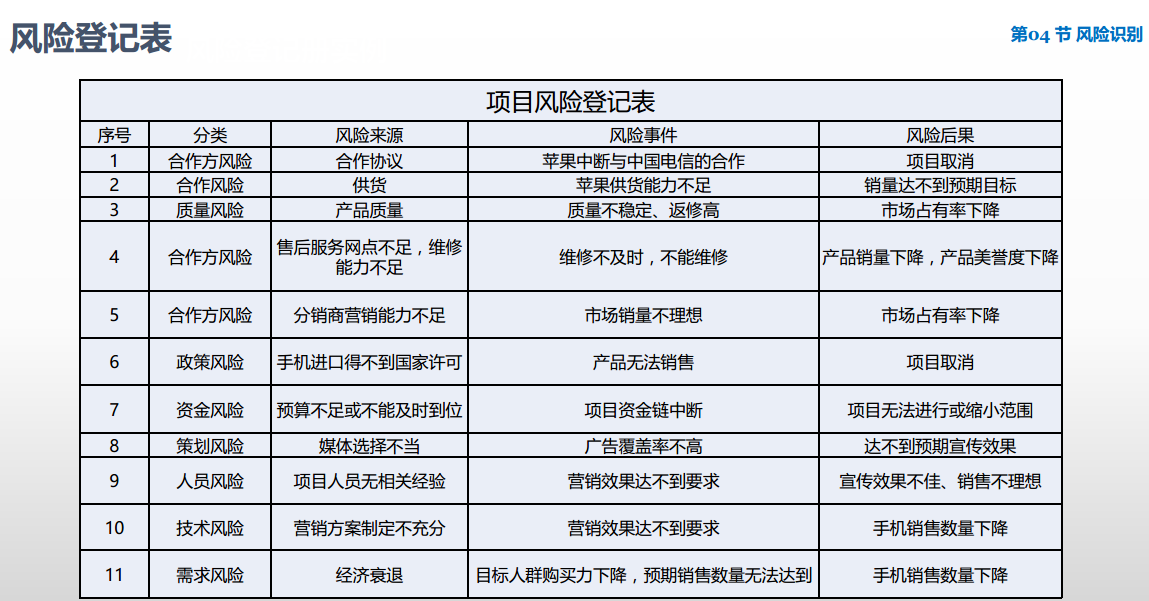 风险登记表
第04 节 风险识别
项目风险登记表
序号 分类 风险来源 风险事件 风险后果
1 合作方风险 合作协议 苹果中断与中国电信的合作 项目取消
2 合作风险 供货 苹果供货能力不足 销量达不到预期目标
3 质量风险 产品质量 质量不稳定、返修高 市场占有率下降
4 合作方风险 售后服务网点不足，维修
能力不足 维修不及时，不能维修 产品销量下降，产品美誉度下降
5 合作方风险 分销商营销能力不足 市场销量不理想 市场占有率下降
6 政策风险 手机进口得不到国家许可 产品无法销售 项目取消
7 资金风险 预算不足或不能及时到位 项目资金链中断 项目无法进行或缩小范围
8 策划风险 媒体选择不当 广告覆盖率不高 达不到预期宣传效果
9 人员风险 项目人员无相关经验 营销效果达不到要求 宣传效果不佳、销售不理想
10 技术风险 营销方案制定不充分 营销效果达不到要求 手机销售数量下降
11 需求风险 经济衰退 目标人群购买力下降，预期销售数量无法达到 手机销售数量下降